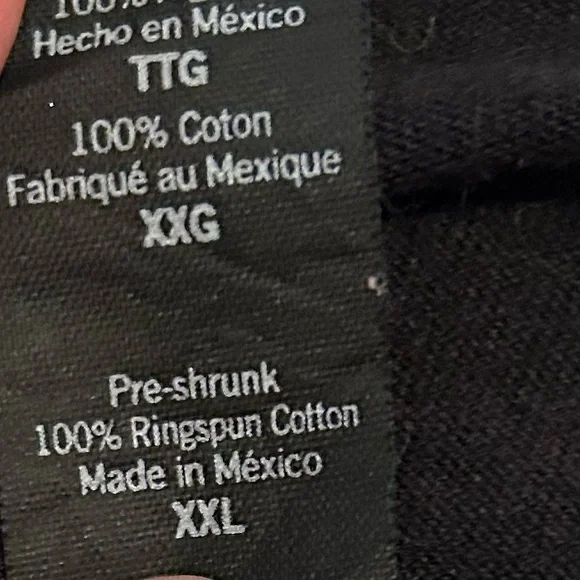 100%
Hecho en México
TTG
100% Coton
Fabriqué au Mexique
XXG
Pre-shrunk
100% Ringspun Cotton
Made in México
XXL